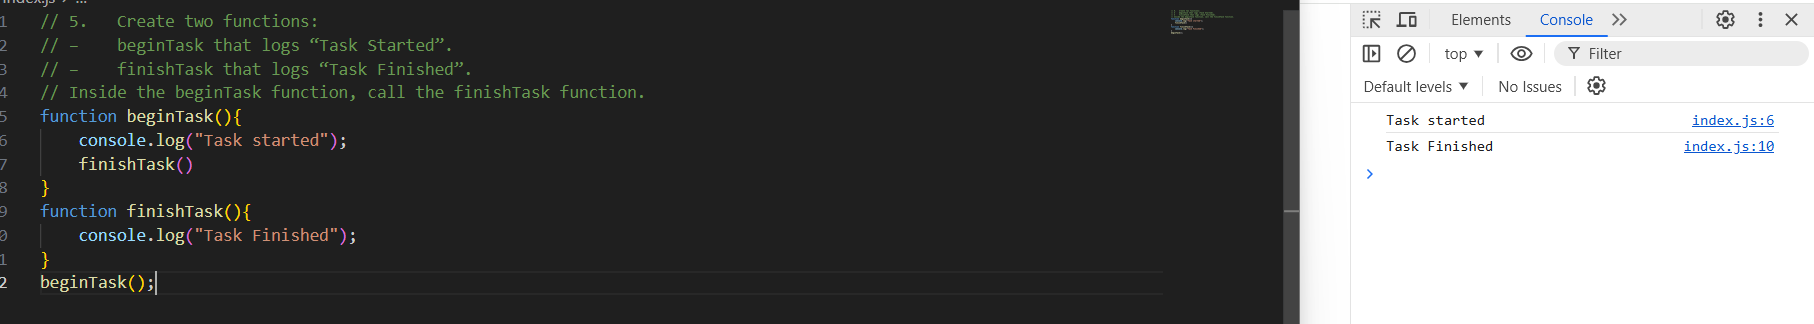 index.js > ...
1 // 5.   Create two functions:
2 // –    beginTask that logs “Task Started”.
3 // –    finishTask that logs “Task Finished”.
4 // Inside the beginTask function, call the finishTask function.
5 function beginTask(){
6     console.log("Task started");
7     finishTask()
8 }
9 function finishTask(){
0     console.log("Task Finished");
1 }
2 beginTask();
Elements Console
top Filter
Default levels No Issues
Task started index.js:6
Task Finished index.js:10